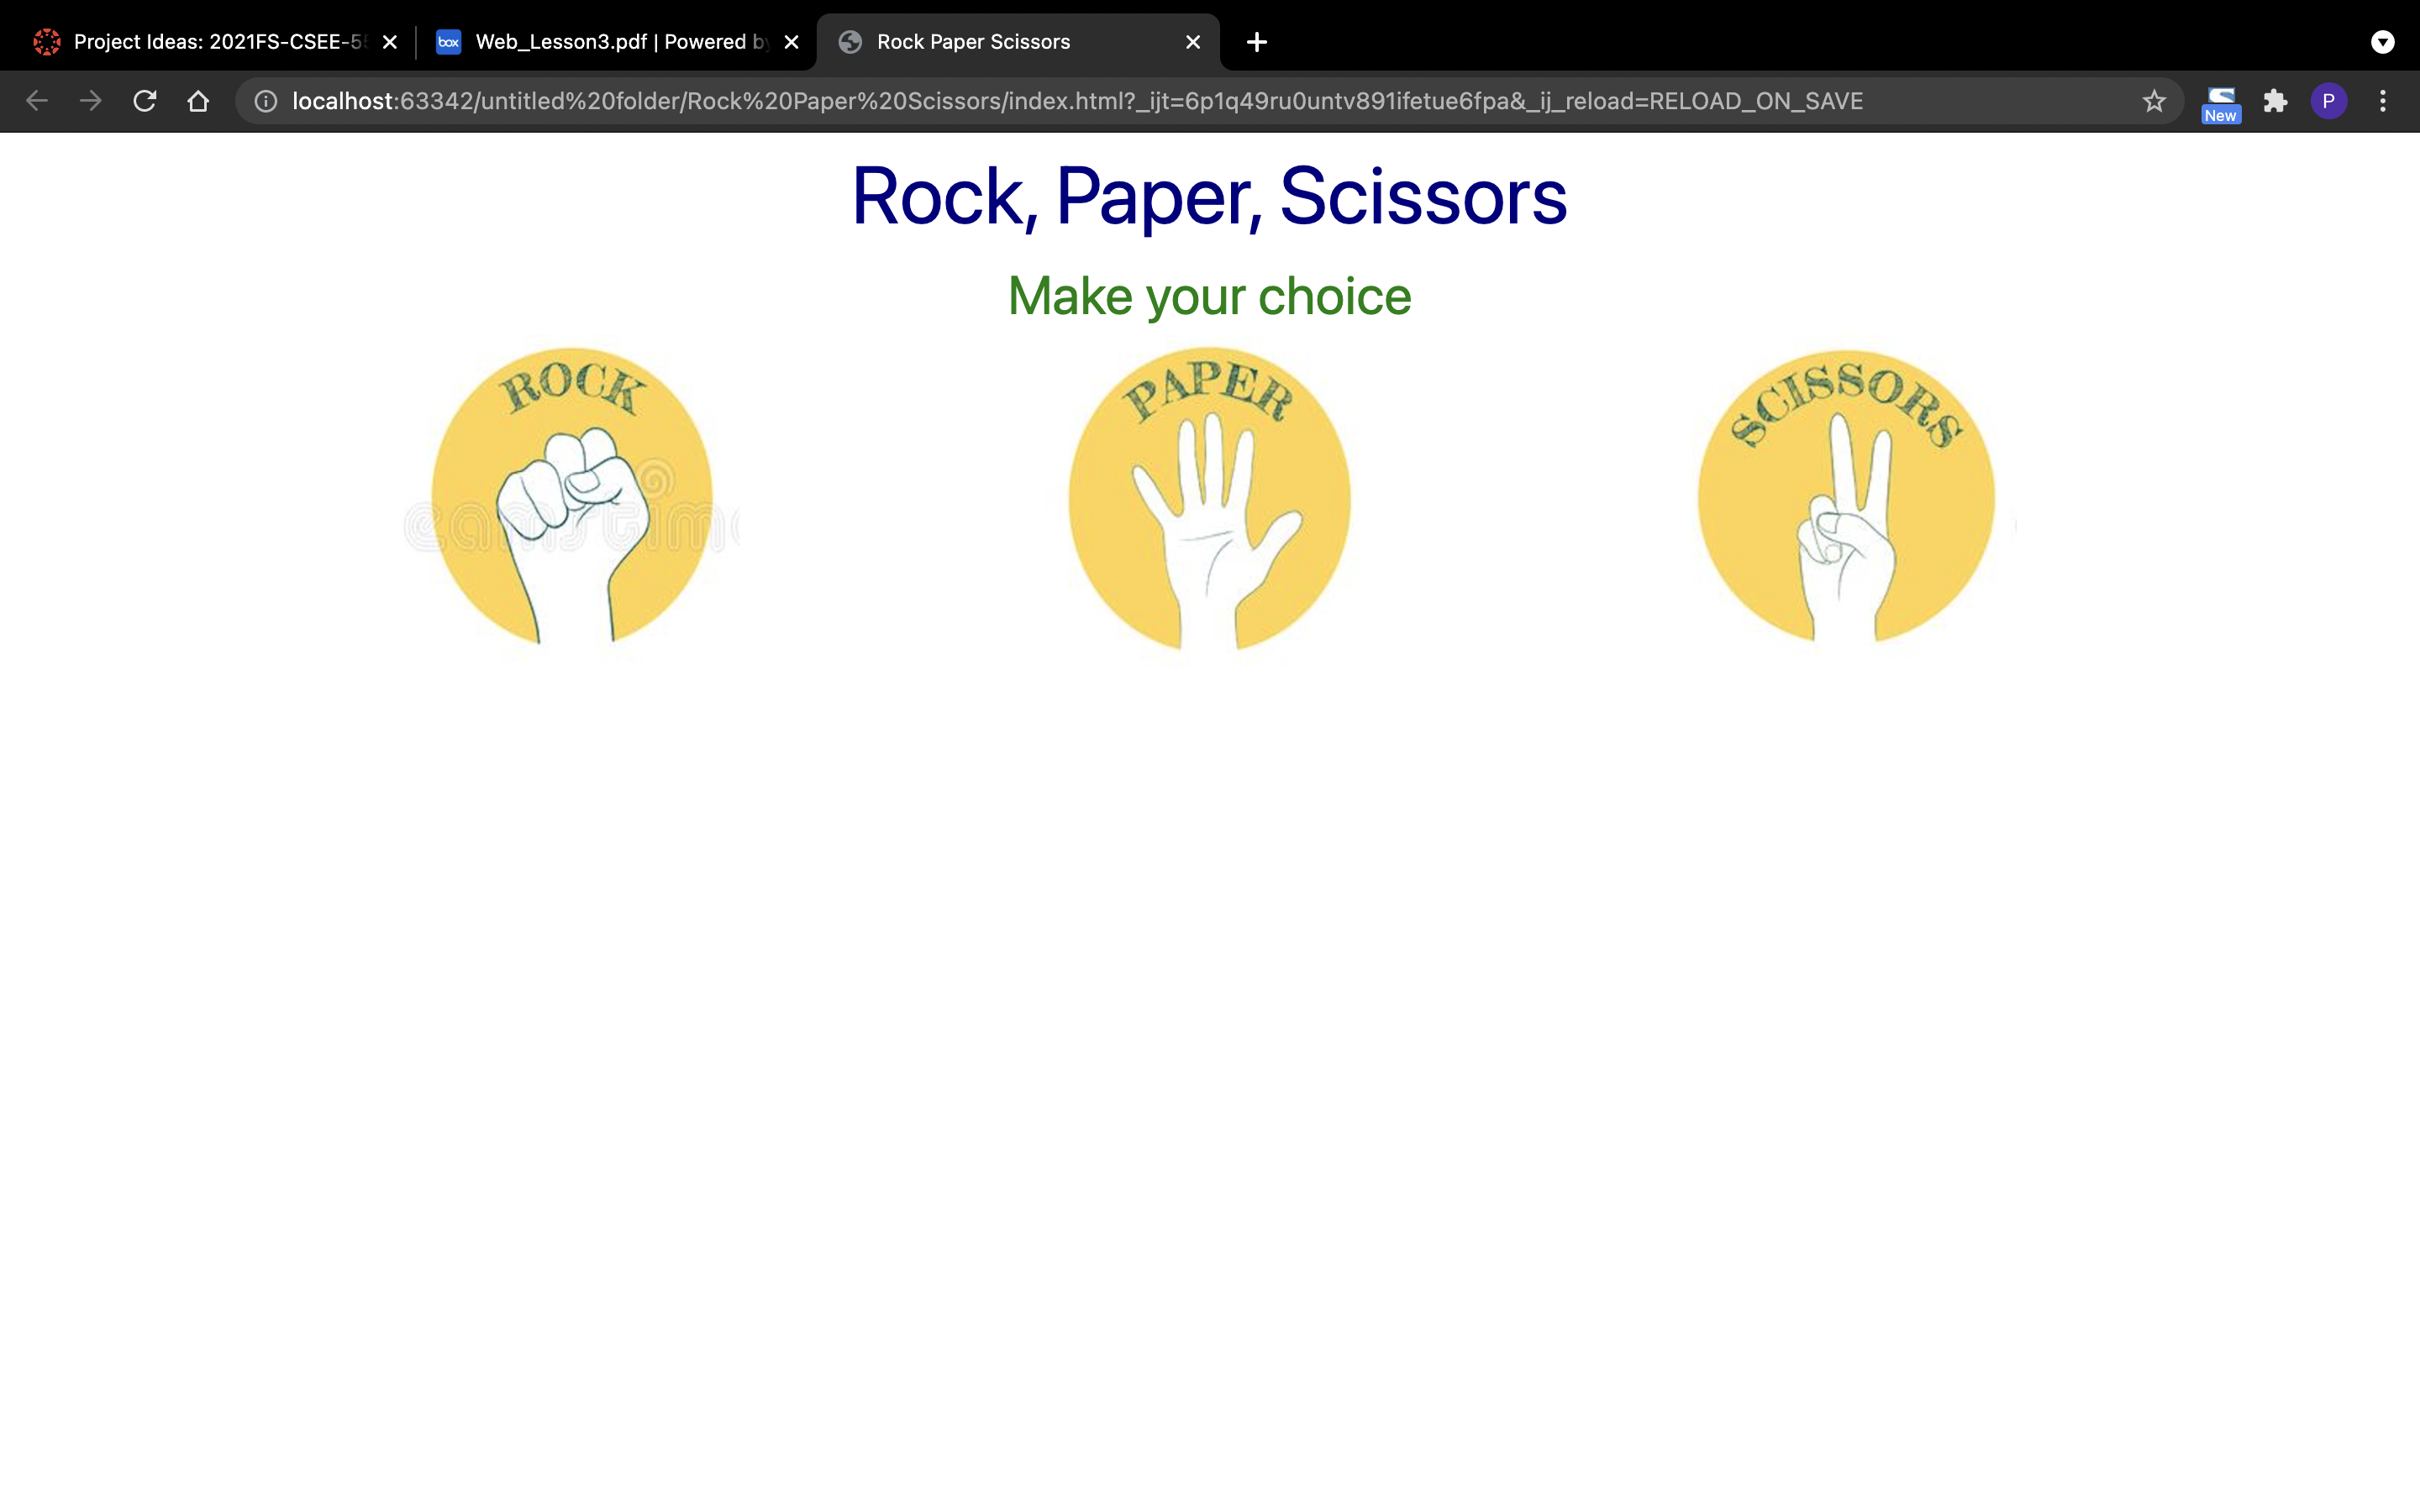 Project Ideas: 2021FS-CSEE-5
box Web_Lesson3.pdf | Powered by
Rock Paper Scissors
localhost:63342/untitled%20folder/Rock%20Paper%20Scissors/index.html?_ijt=6p1q49ru0untv891ifetue6fpa&_ij_reload=RELOAD_ON_SAVE
New
P
Rock, Paper, Scissors
Make your choice
ROCK
PAPER
SCISSORS